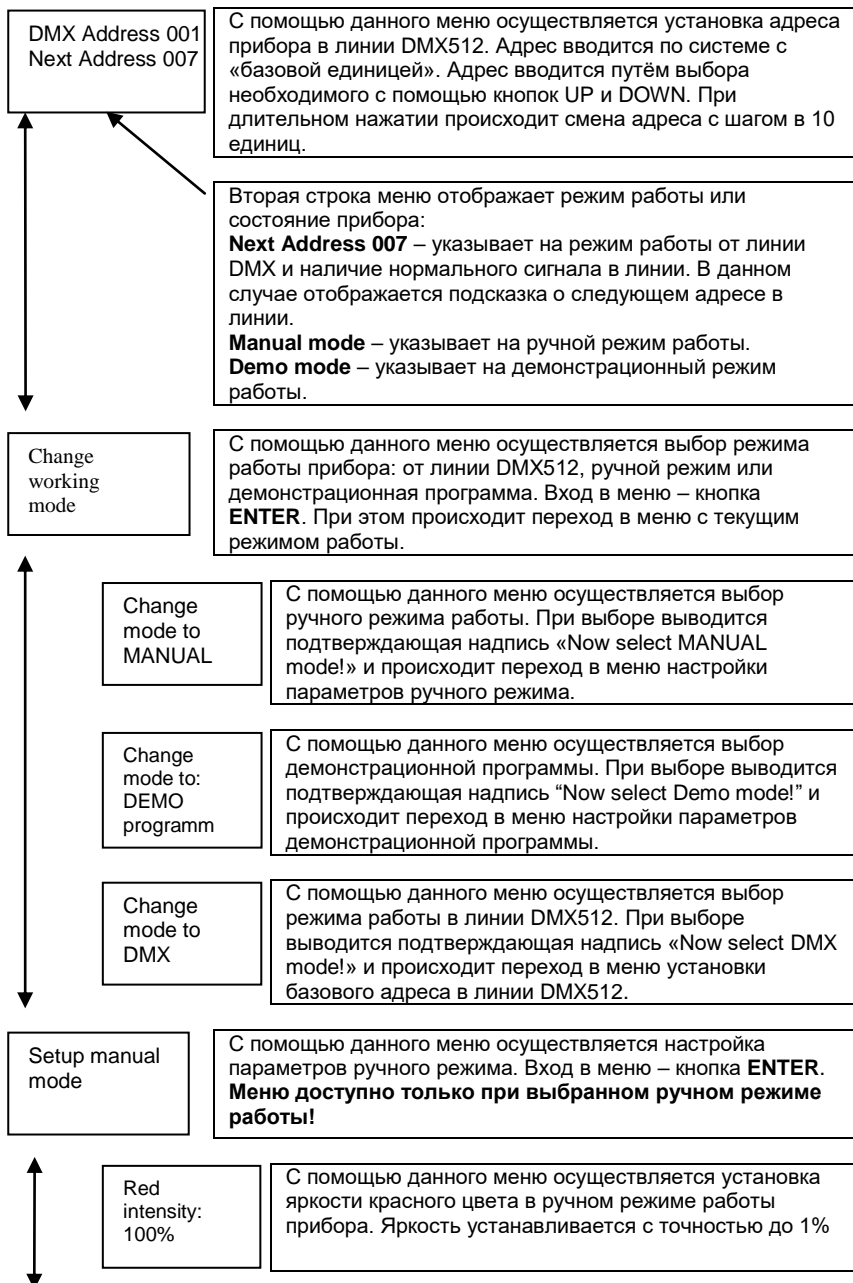 DMX Address 001
Next Address 007
С помощью данного меню осуществляется установка адреса
прибора в линии DMX512. Адрес вводится по системе с
«базовой единицей». Адрес вводится путём выбора
необходимого с помощью кнопок UP и DOWN. При
длительном нажатии происходит смена адреса с шагом в 10
единиц.
Вторая строка меню отображает режим работы или
состояние прибора:
Next Address 007 – указывает на режим работы от линии
DMX и наличие нормального сигнала в линии. В данном
случае отображается подсказка о следующем адресе в
линии.
Manual mode – указывает на ручной режим работы.
Demo mode – указывает на демонстрационный режим
работы.
Change
working
mode
С помощью данного меню осуществляется выбор режима
работы прибора: от линии DMX512, ручной режим или
демонстрационная программа. Вход в меню – кнопка
ENTER. При этом происходит переход в меню с текущим
режимом работы.
Change
mode to
MANUAL
С помощью данного меню осуществляется выбор
ручного режима работы. При выборе выводится
подтверждающая надпись «Now select MANUAL
mode!» и происходит переход в меню настройки
параметров ручного режима.
Change
mode to:
DEMO
programm
С помощью данного меню осуществляется выбор
демонстрационной программы. При выборе выводится
подтверждающая надпись “Now select Demo mode!” и
происходит переход в меню настройки параметров
демонстрационной программы.
Change
mode to
DMX
С помощью данного меню осуществляется выбор
режима работы в линии DMX512. При выборе
выводится подтверждающая надпись «Now select DMX
mode!» и происходит переход в меню установки
базового адреса в линии DMX512.
Setup manual
mode
С помощью данного меню осуществляется настройка
параметров ручного режима. Вход в меню – кнопка ENTER.
Меню доступно только при выбранном ручном режиме
работы!
Red
intensity:
100%
С помощью данного меню осуществляется установка
яркости красного цвета в ручном режиме работы
прибора. Яркость устанавливается с точностью до 1%